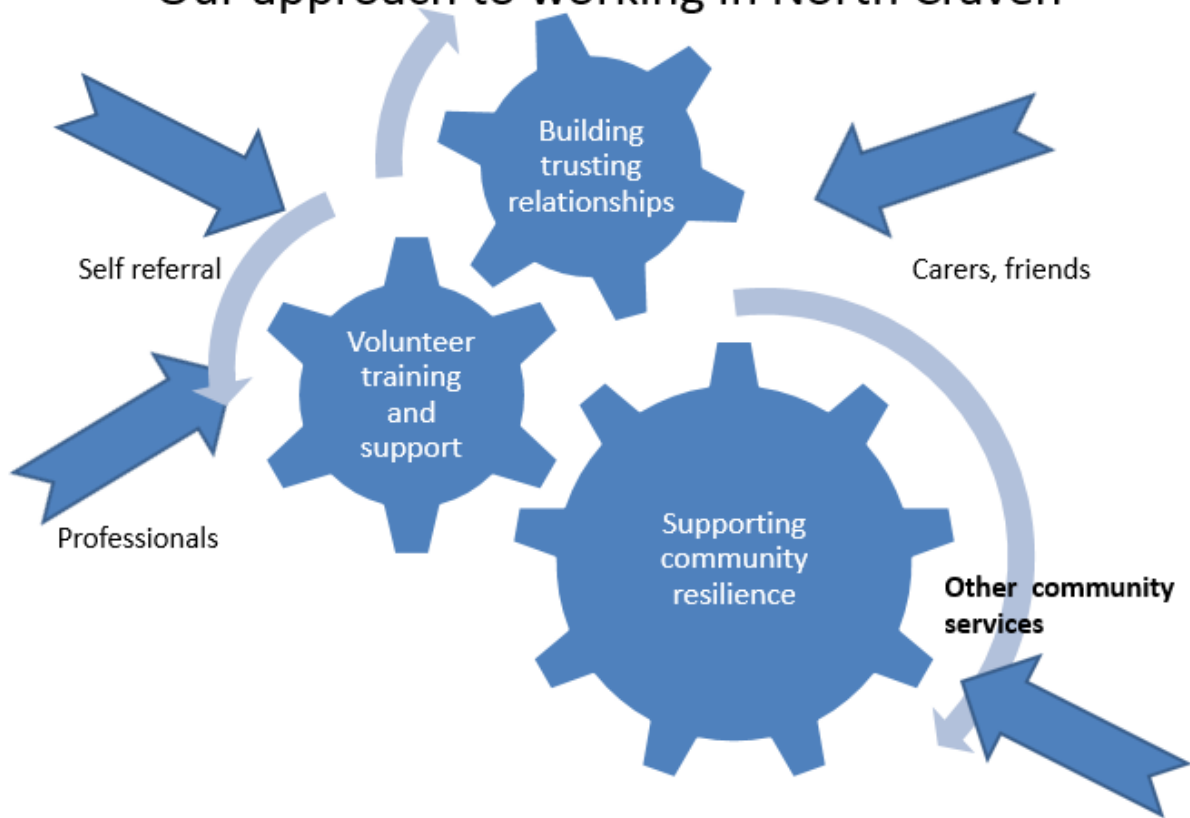 Our approach to working in North Craven
Building
trusting
relationships
Self referral
Carers, friends
Volunteer
training
and
support
Professionals
Supporting
community
resilience
Other community
services